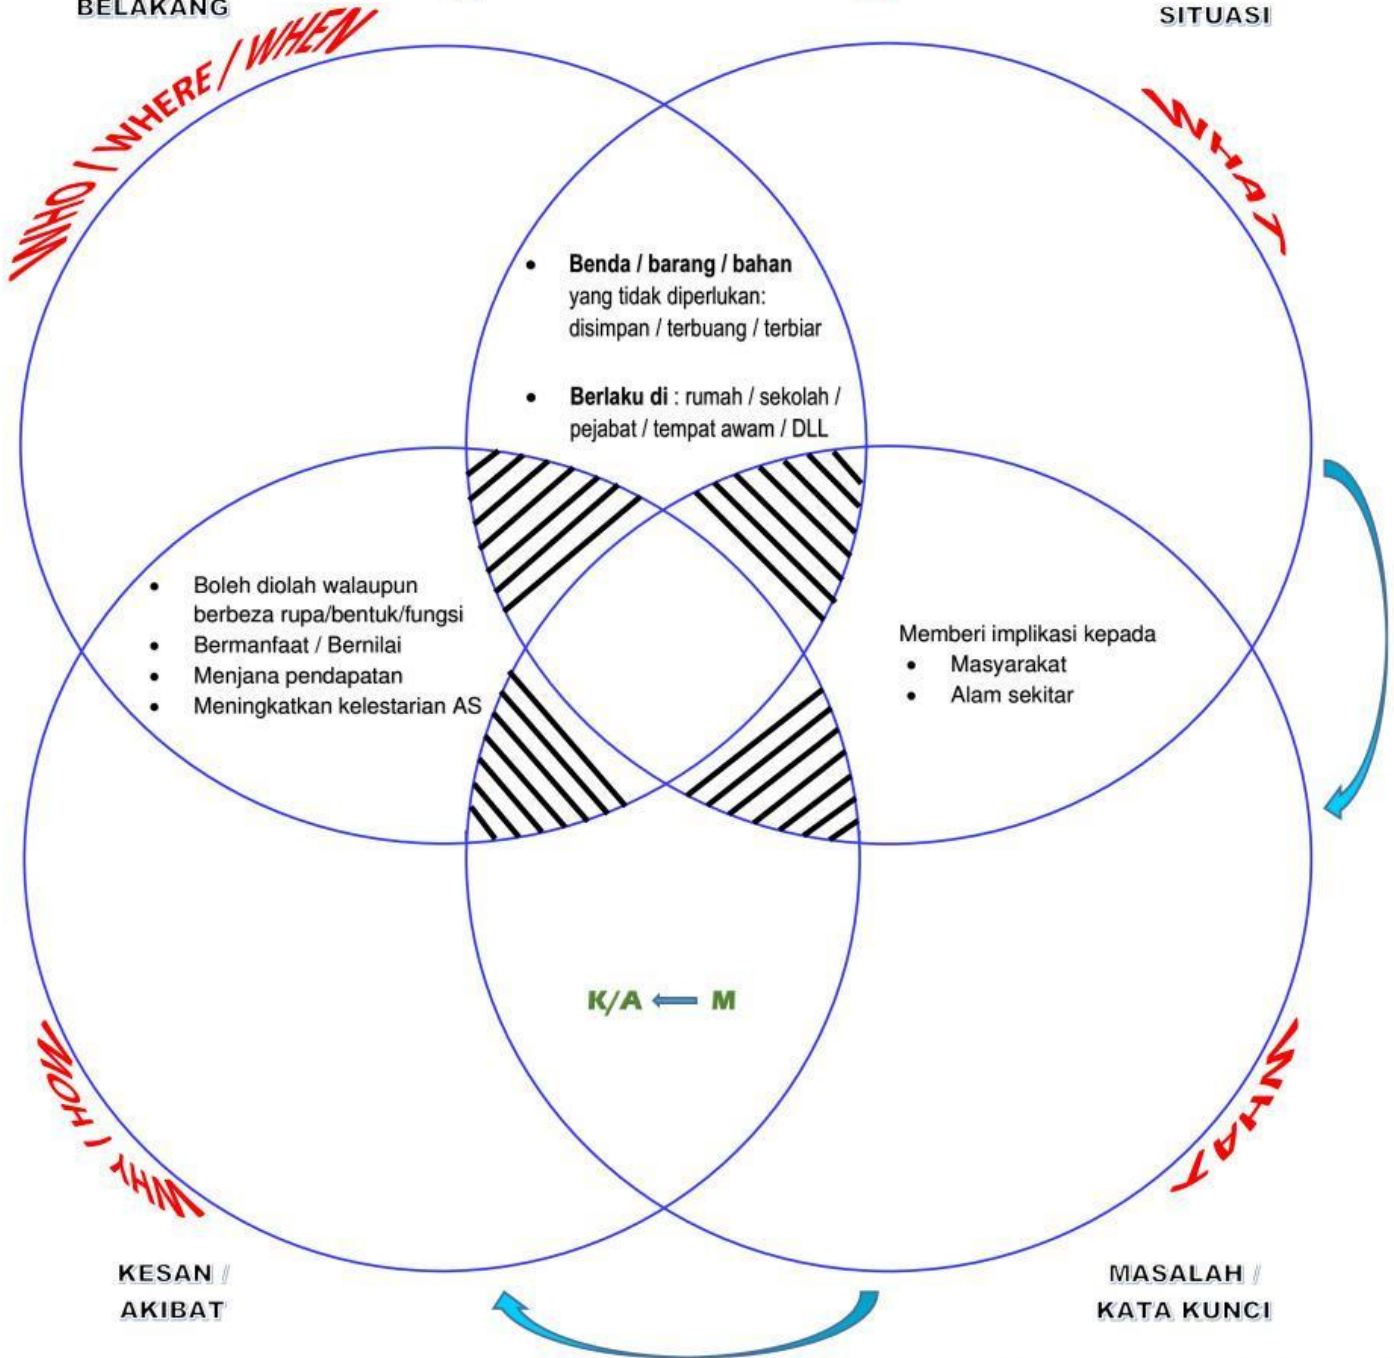 BELAKANG
SITUASI
WHO / WHERE / WHEN
WHAT
• Benda / barang / bahan
yang tidak diperlukan:
disimpan / terbuang / terbiar
• Berlaku di : rumah / sekolah /
pejabat / tempat awam / DLL
• Boleh diolah walaupun
berbeza rupa/bentuk/fungsi
• Bermanfaat / Bernilai
• Menjana pendapatan
• Meningkatkan kelestarian AS
Memberi implikasi kepada
• Masyarakat
• Alam sekitar
K/A
M
WHY / HOW
WHAT
KESAN /
AKIBAT
MASALAH /
KATA KUNCI